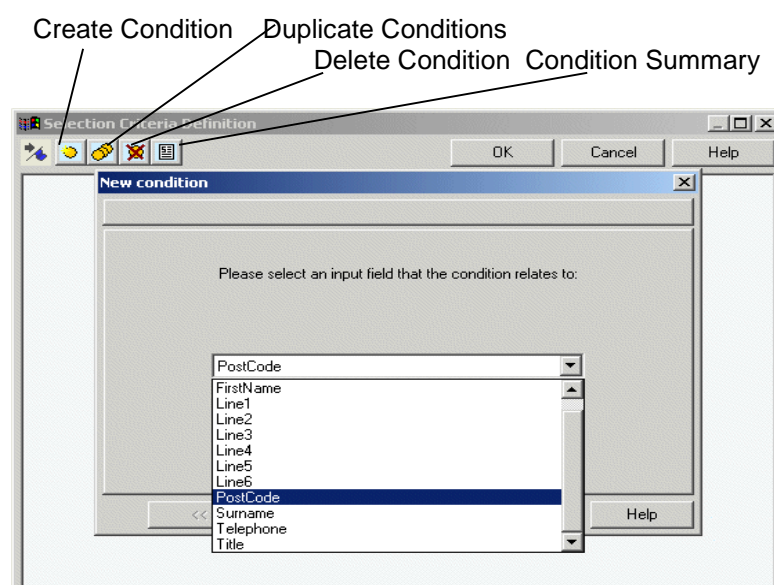 Create Condition Duplicate Conditions
Delete Condition Condition Summary
Selection Criteria Definition
OK Cancel Help
New condition
Please select an input field that the condition relates to:
PostCode
FirstName
Line1
Line2
Line3
Line4
Line5
Line6
PostCode
<< Help
Surname
Telephone
Title